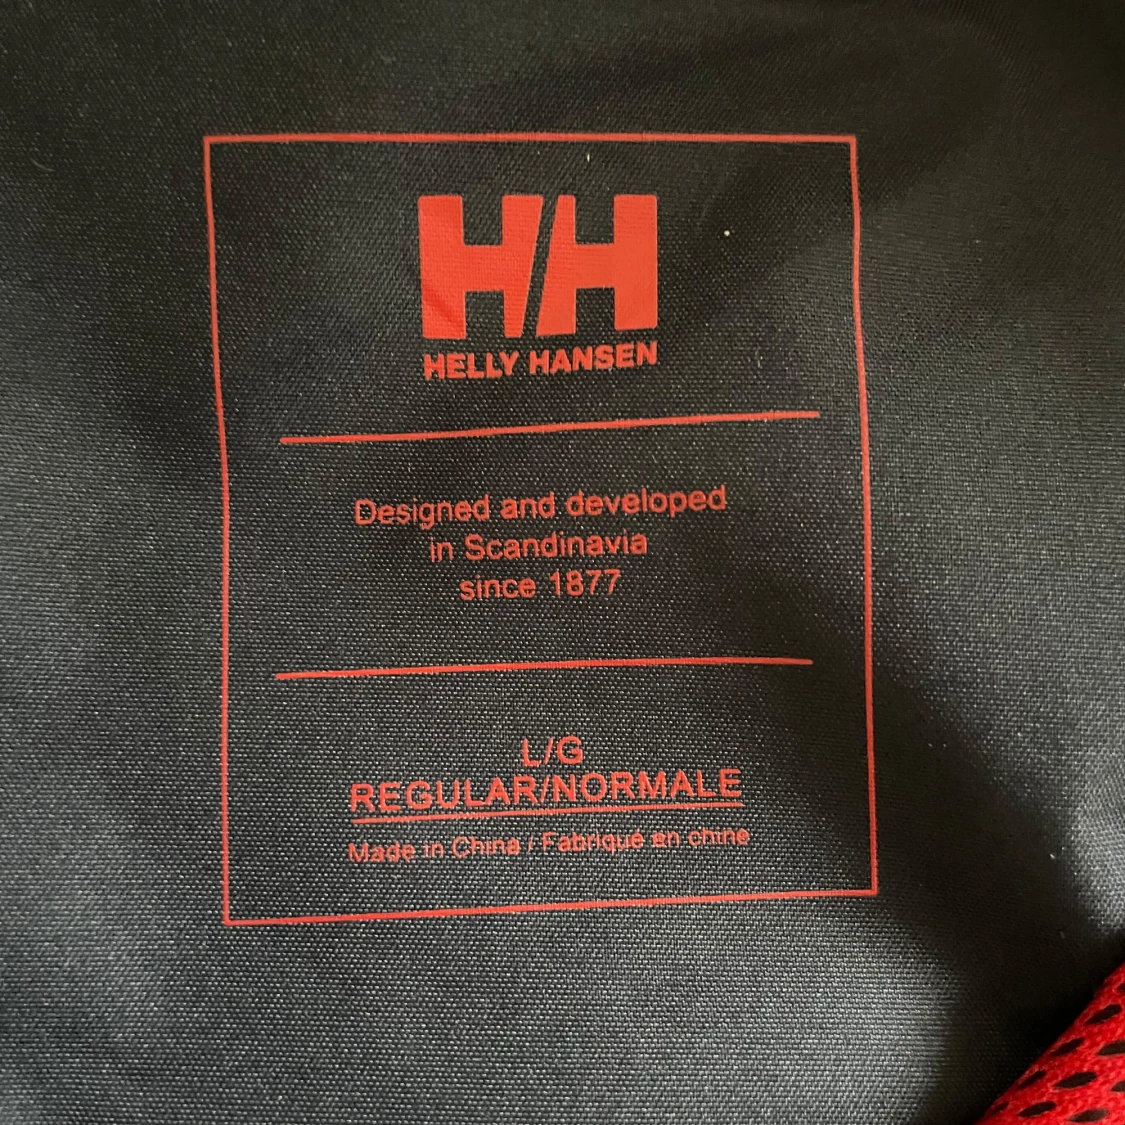 HH
HELLY HANSEN
Designed and developed
in Scandinavia
since 1877
L/G
REGULAR/NORMALE
Made in China / Fabriqué en chine